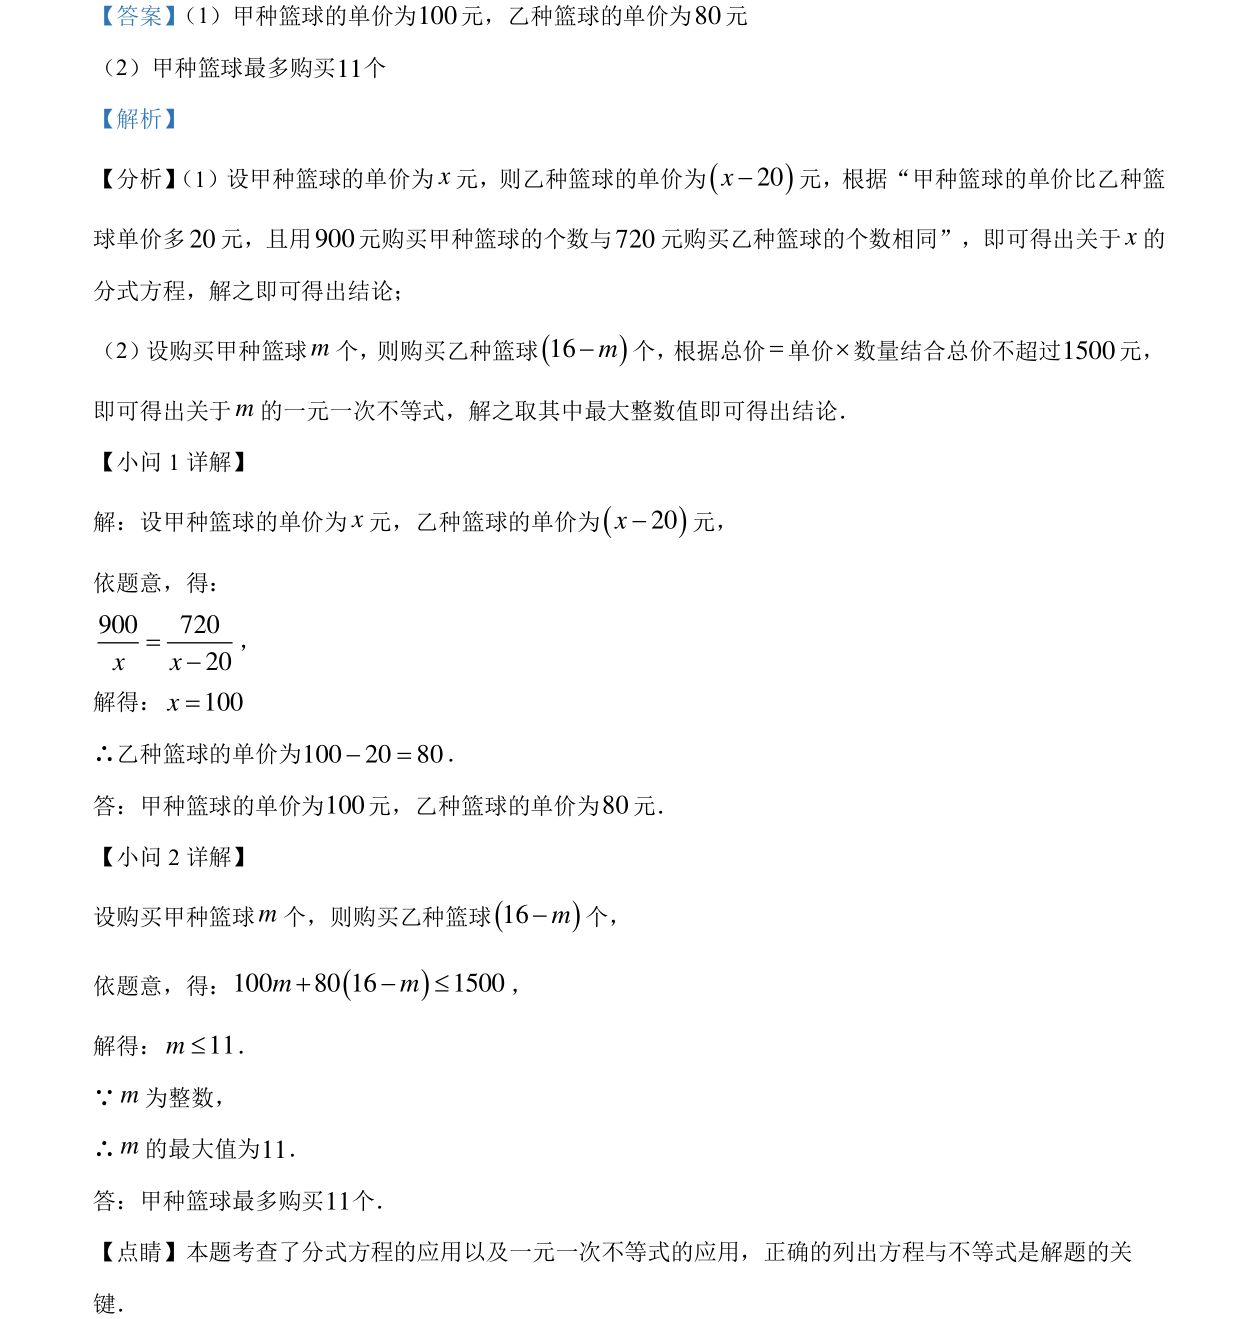 【答案】（1）甲种篮球的单价为100元，乙种篮球的单价为80元
（2）甲种篮球最多购买11个
【解析】
【分析】（1）设甲种篮球的单价为x元，则乙种篮球的单价为(x−20)元，根据“甲种篮球的单价比乙种篮
球单价多20元，且用900元购买甲种篮球的个数与720元购买乙种篮球的个数相同”，即可得出关于x的
分式方程，解之即可得出结论；
（2）设购买甲种篮球m个，则购买乙种篮球(16−m)个，根据总价=单价×数量结合总价不超过1500元，
即可得出关于m的一元一次不等式，解之取其中最大整数值即可得出结论．
【小问1详解】
解：设甲种篮球的单价为x元，乙种篮球的单价为(x−20)元，
依题意，得：
900/x = 720/(x−20)，
解得：x=100
∴乙种篮球的单价为100−20=80．
答：甲种篮球的单价为100元，乙种篮球的单价为80元．
【小问2详解】
设购买甲种篮球m个，则购买乙种篮球(16−m)个，
依题意，得：100m+80(16−m)≤1500，
解得：m≤11．
∵m为整数，
∴m的最大值为11．
答：甲种篮球最多购买11个．
【点睛】本题考查了分式方程的应用以及一元一次不等式的应用，正确的列出方程与不等式是解题的关
键．